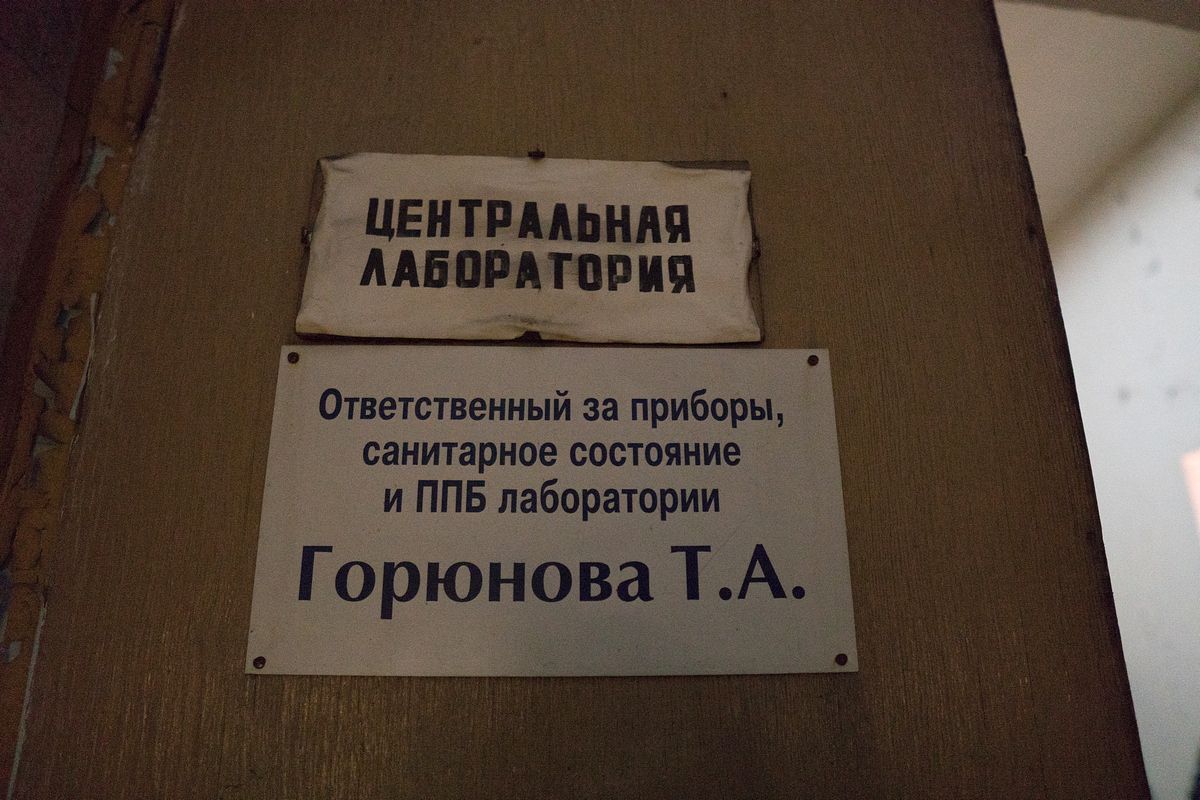 ЦЕНТРАЛЬНАЯ
ЛАБОРАТОРИЯ
Ответственный за приборы,
санитарное состояние
и ППБ лаборатории
Горюнова Т.А.